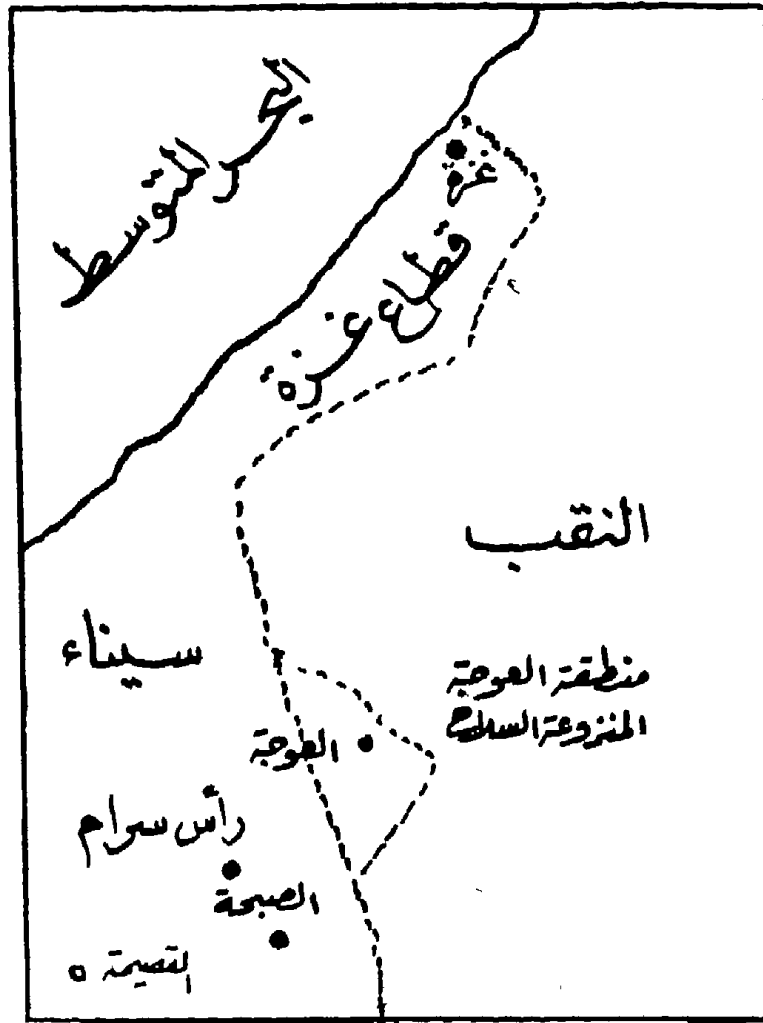 البحر المتوسط
غزة
قطاع غزة
النقب
سيناء
منطقة العوجة
المنزوعة السلاح
العوجة
رأس سرام
الصبحة
القصيمة